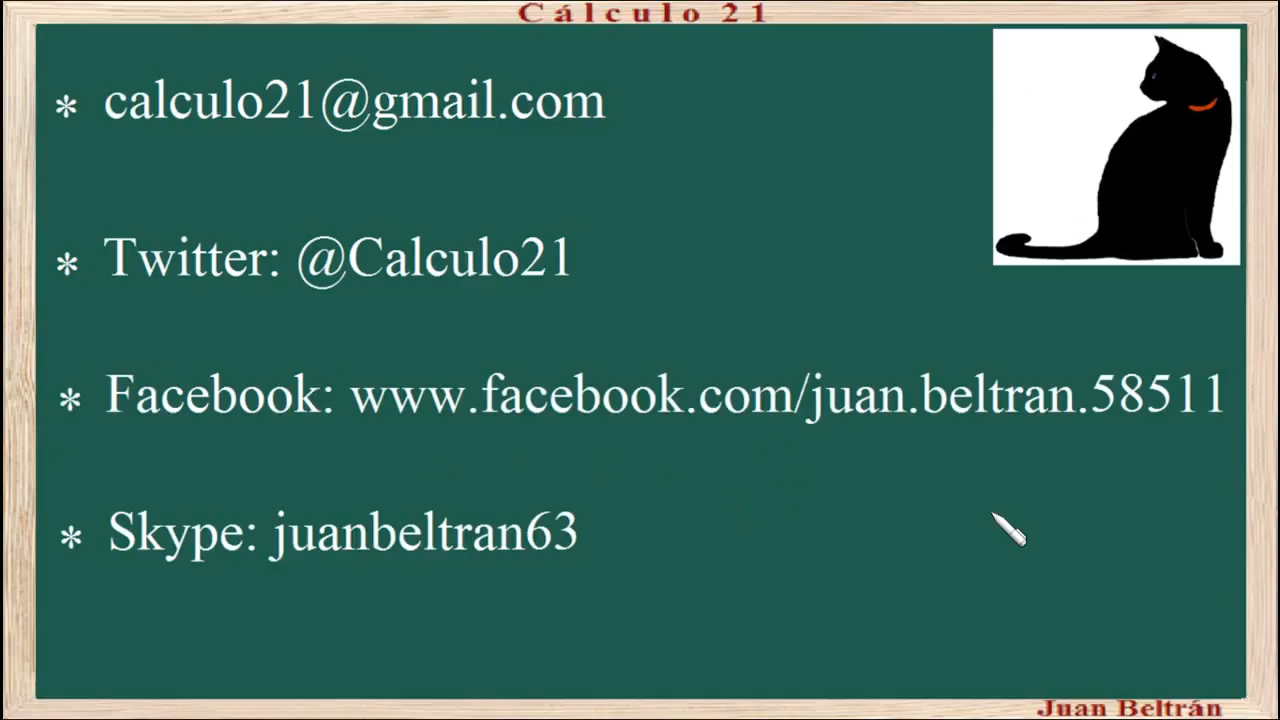 Cálculo 21
* calculo21@gmail.com
* Twitter: @Calculo21
* Facebook: www.facebook.com/juan.beltran.58511
* Skype: juanbeltran63
Juan Beltrán